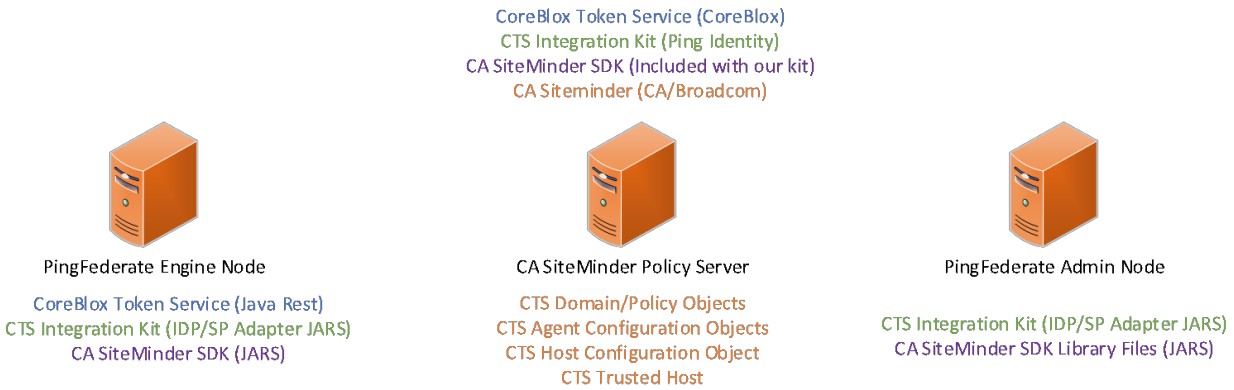 CoreBlox Token Service (CoreBlox)
CTS Integration Kit (Ping Identity)
CA SiteMinder SDK (Included with our kit)
CA Siteminder (CA/Broadcom)
PingFederate Engine Node
CoreBlox Token Service (Java Rest)
CTS Integration Kit (IDP/SP Adapter JARS)
CA SiteMinder SDK (JARS)
CA SiteMinder Policy Server
CTS Domain/Policy Objects
CTS Agent Configuration Objects
CTS Host Configuration Object
CTS Trusted Host
PingFederate Admin Node
CTS Integration Kit (IDP/SP Adapter JARS)
CA SiteMinder SDK Library Files (JARS)